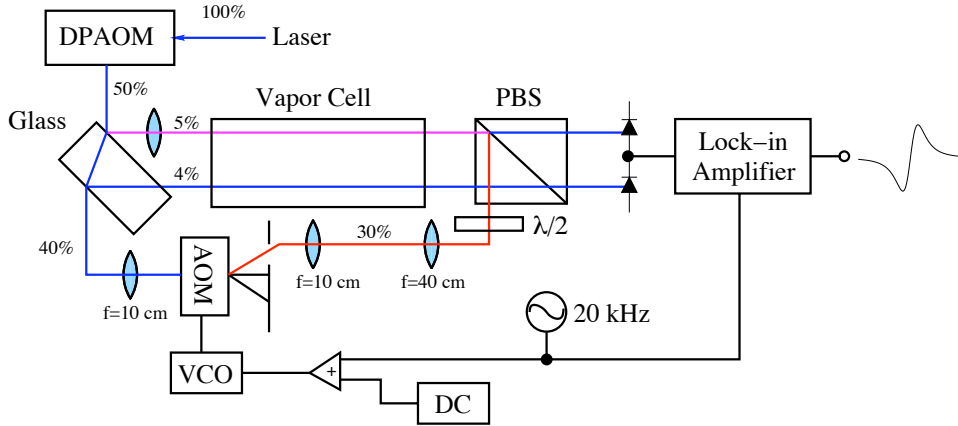 100%
DPAOM
Laser
50%
Glass
5%
Vapor Cell
PBS
4%
Lock−in
Amplifier
40%
AOM
30%
λ/2
f=10 cm
f=10 cm
f=40 cm
20 kHz
VCO
+
DC